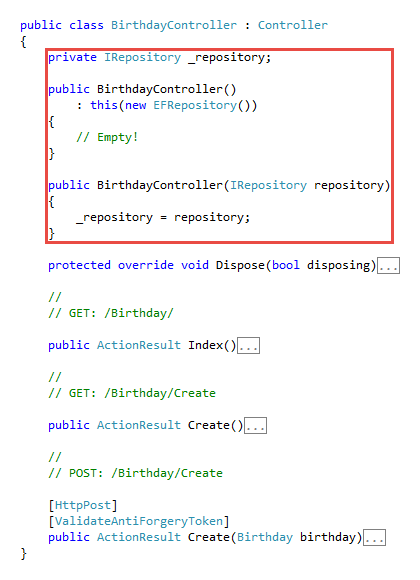 public class BirthdayController : Controller
{
    private IRepository _repository;

    public BirthdayController()
        : this(new EFRepository())
    {
        // Empty!
    }

    public BirthdayController(IRepository repository)
    {
        _repository = repository;
    }

    protected override void Dispose(bool disposing)...

    //
    // GET: /Birthday/

    public ActionResult Index()...

    //
    // GET: /Birthday/Create

    public ActionResult Create()...

    //
    // POST: /Birthday/Create

    [HttpPost]
    [ValidateAntiForgeryToken]
    public ActionResult Create(Birthday birthday)...
}